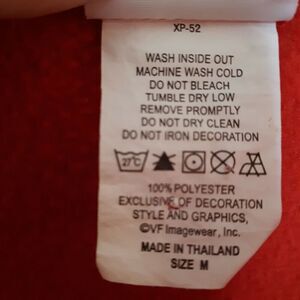 XP-52
WASH INSIDE OUT
MACHINE WASH COLD
DO NOT BLEACH
TUMBLE DRY LOW
REMOVE PROMPTLY
DO NOT DRY CLEAN
DO NOT IRON DECORATION
27°C
100% POLYESTER
EXCLUSIVE OF DECORATION
STYLE AND GRAPHICS,
©VF Imagewear, Inc.
MADE IN THAILAND
SIZE M